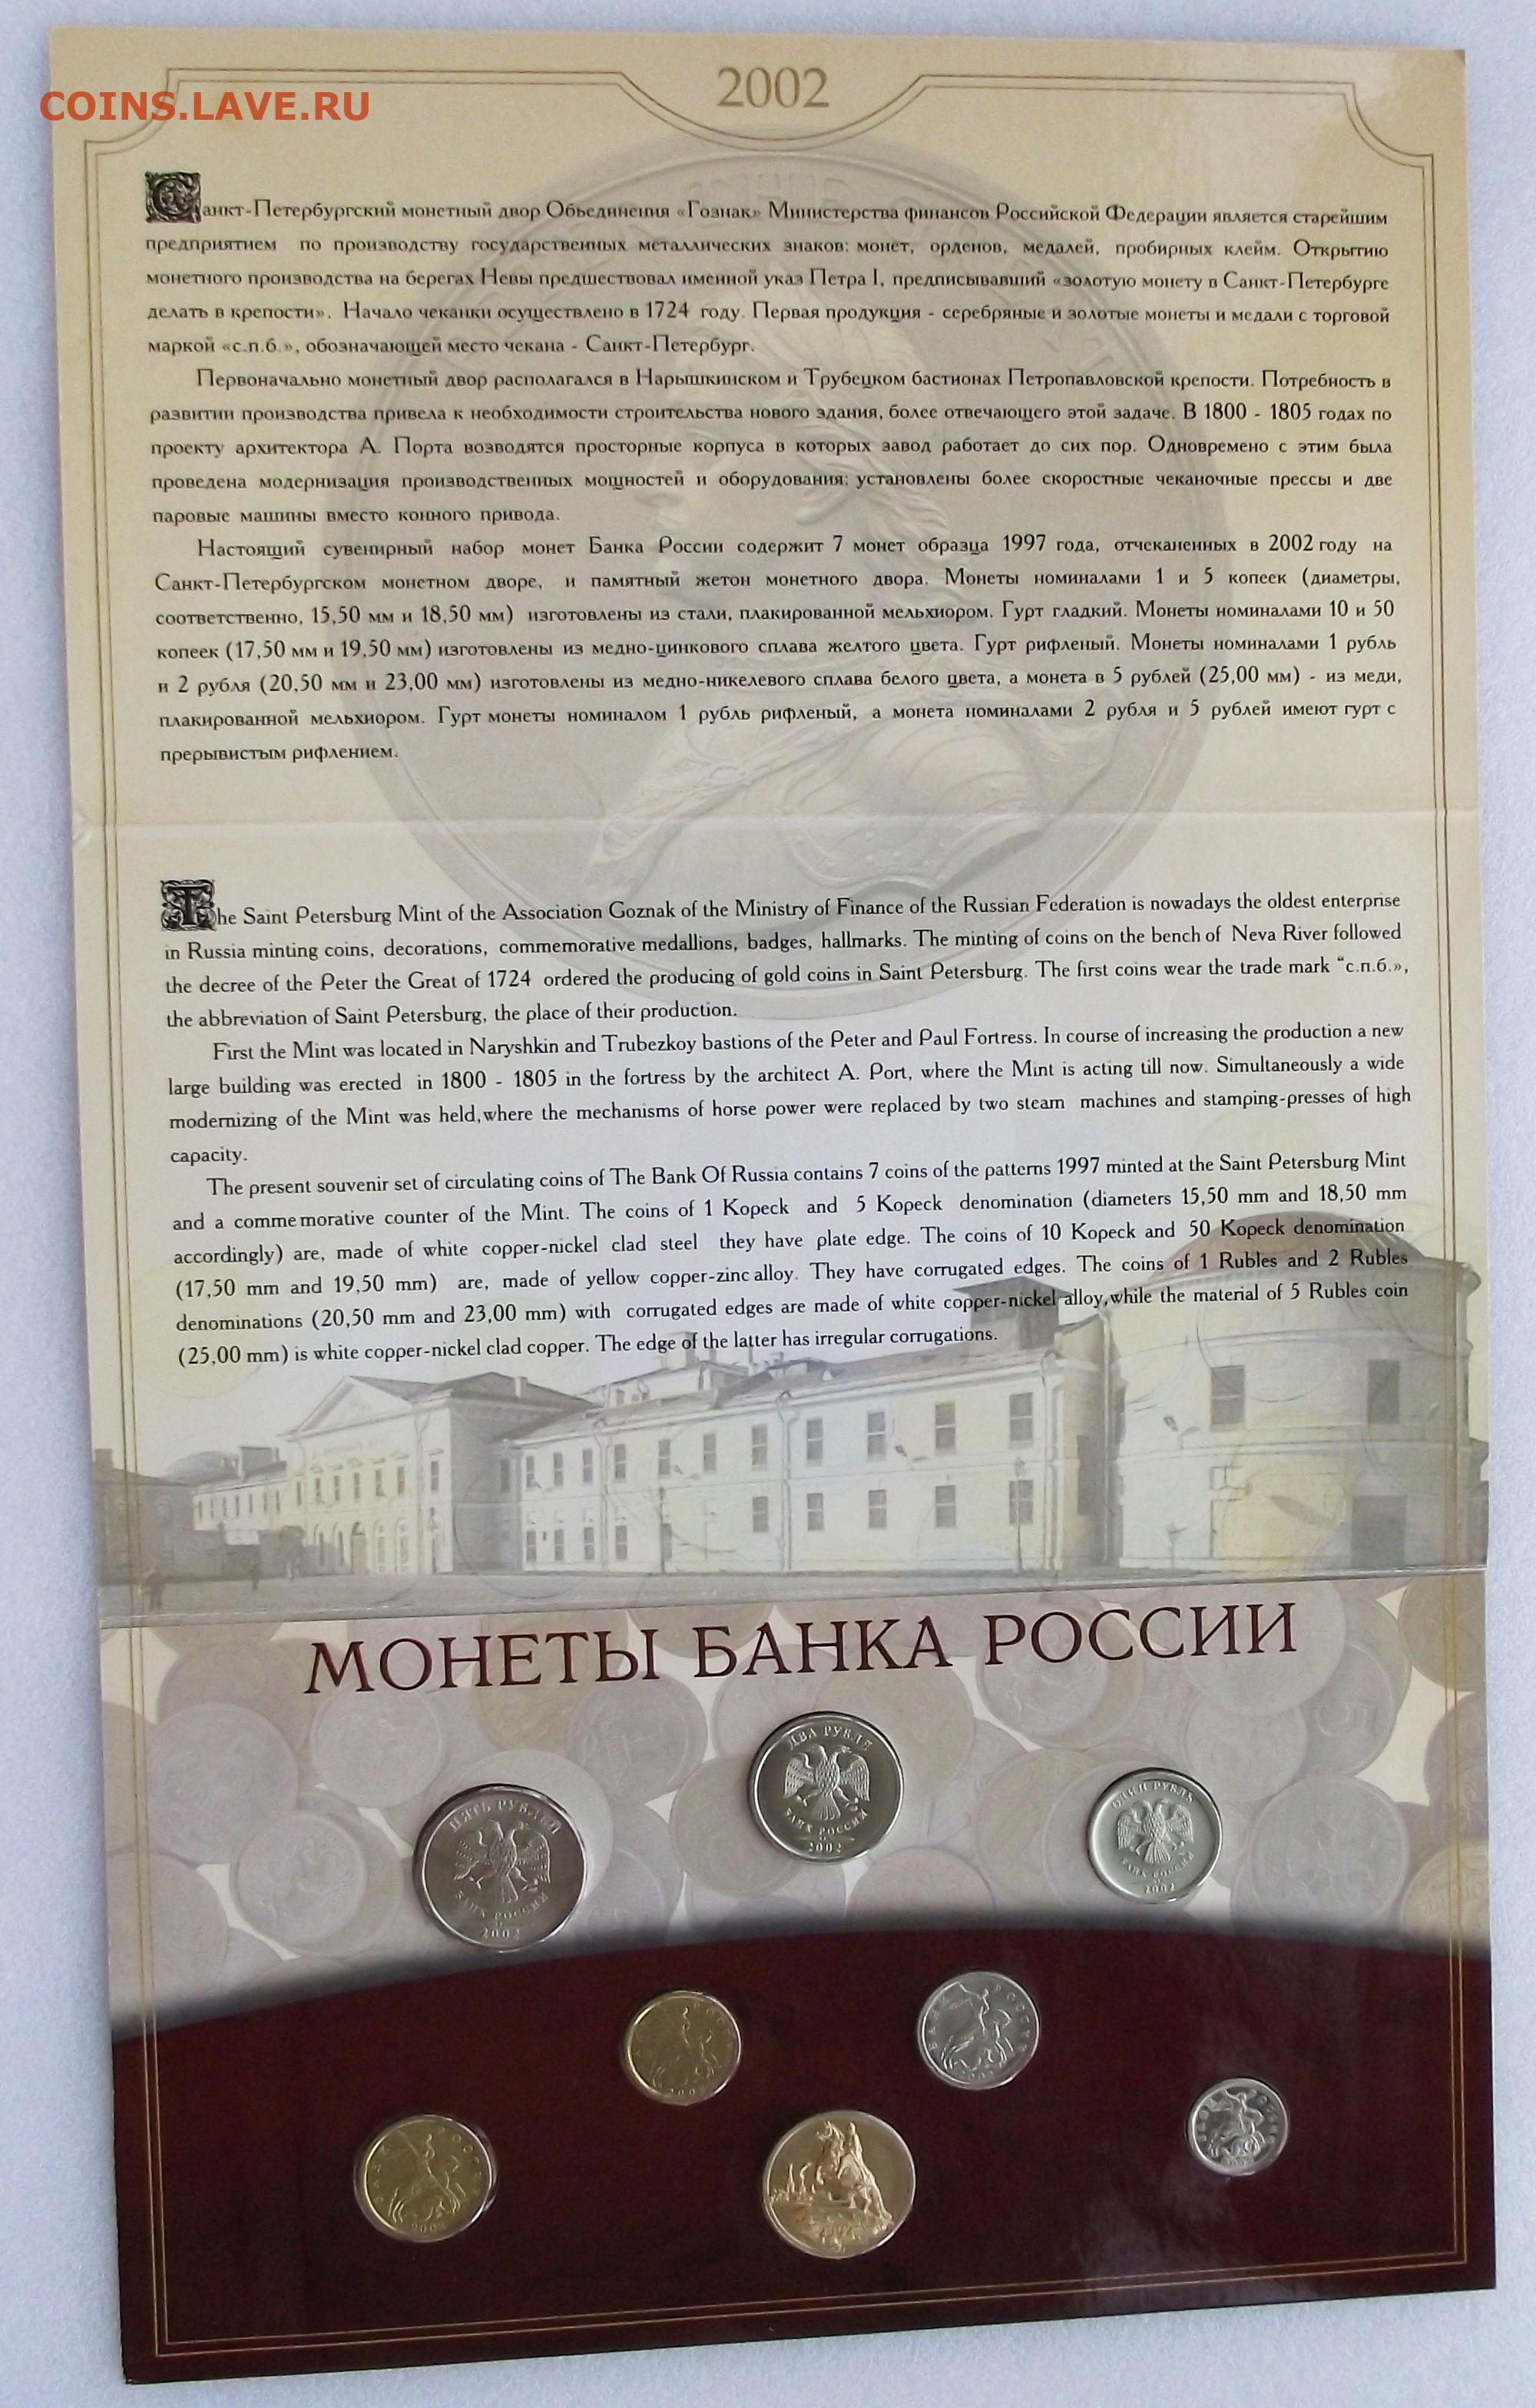 2002
COINS.LAVE.RU
Санкт-Петербургский монетный двор Объединения «Гознак» Министерства финансов Российской Федерации является старейшим
предприятием по производству государственных металлических знаков: монет, орденов, медалей, пробирных клейм. Открытию
монетного производства на берегах Невы предшествовал именной указ Петра I, предписывавший «золотую монету в Санкт-Петербурге
делать в крепости». Начало чеканки осуществлено в 1724 году. Первая продукция - серебряные и золотые монеты и медали с торговой
маркой «с.п.б.», обозначающей место чекана - Санкт-Петербург.
Первоначально монетный двор располагался в Нарышкинском и Трубецком бастионах Петропавловской крепости. Потребность в
развитии производства привела к необходимости строительства нового здания, более отвечающего этой задаче. В 1800 - 1805 годах по
проекту архитектора А. Порта возводятся просторные корпуса в которых завод работает до сих пор. Одновремено с этим была
проведена модернизация производственных мощностей и оборудования: установлены более скоростные чеканочные прессы и две
паровые машины вместо конного привода.
Настоящий сувенирный набор монет Банка России содержит 7 монет образца 1997 года, отчеканенных в 2002 году на
Санкт-Петербургском монетном дворе, и памятный жетон монетного двора. Монеты номиналами 1 и 5 копеек (диаметры,
соответственно, 15,50 мм и 18,50 мм) изготовлены из стали, плакированной мельхиором. Гурт гладкий. Монеты номиналами 10 и 50
копеек (17,50 мм и 19,50 мм) изготовлены из медно-цинкового сплава желтого цвета. Гурт рифленый. Монеты номиналами 1 рубль
и 2 рубля (20,50 мм и 23,00 мм) изготовлены из медно-никелевого сплава белого цвета, а монета в 5 рублей (25,00 мм) - из меди,
плакированной мельхиором. Гурт монеты номиналом 1 рубль рифленый, а монета номиналами 2 рубля и 5 рублей имеют гурт с
прерывистым рифлением.
The Saint Petersburg Mint of the Association Goznak of the Ministry of Finance of the Russian Federation is nowadays the oldest enterprise
in Russia minting coins, decorations, commemorative medallions, badges, hallmarks. The minting of coins on the bench of Neva River followed
the decree of the Peter the Great of 1724 ordered the producing of gold coins in Saint Petersburg. The first coins wear the trade mark “с.п.б.»,
the abbreviation of Saint Petersburg, the place of their production.
First the Mint was located in Naryshkin and Trubezkoy bastions of the Peter and Paul Fortress. In course of increasing the production a new
large building was erected in 1800 - 1805 in the fortress by the architect A. Port, where the Mint is acting till now. Simultaneously a wide
modernizing of the Mint was held,where the mechanisms of horse power were replaced by two steam machines and stamping-presses of high
capacity.
The present souvenir set of circulating coins of The Bank Of Russia contains 7 coins of the patterns 1997 minted at the Saint Petersburg Mint
and a commemorative counter of the Mint. The coins of 1 Kopeck and 5 Kopeck denomination (diameters 15,50 mm and 18,50 mm
accordingly) are, made of white copper-nickel clad steel they have plate edge. The coins of 10 Kopeck and 50 Kopeck denomination
(17,50 mm and 19,50 mm) are, made of yellow copper-zinc alloy. They have corrugated edges. The coins of 1 Rubles and 2 Rubles
denominations (20,50 mm and 23,00 mm) with corrugated edges are made of white copper-nickel alloy,while the material of 5 Rubles coin
(25,00 mm) is white copper-nickel clad copper. The edge of the latter has irregular corrugations.
МОНЕТЫ БАНКА РОССИИ
ДВА РУБЛЯ
БАНК РОССИИ
2002
ПЯТЬ РУБЛЕЙ
БАНК РОССИИ
2002
ОДИН РУБЛЬ
БАНК РОССИИ
2002
БАНК РОССИИ
2002
БАНК РОССИИ